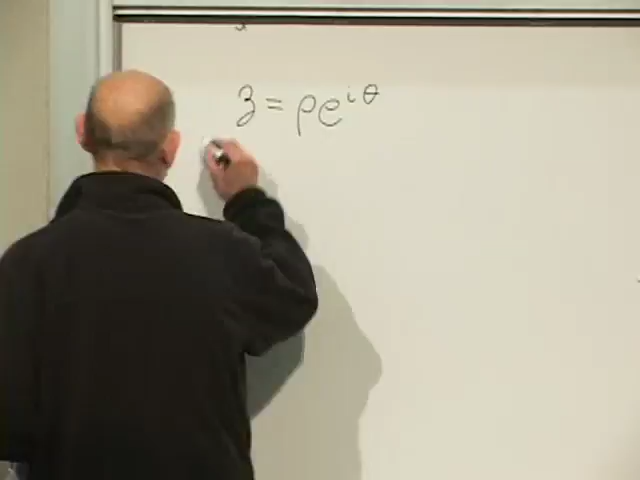 z = ρe^{iθ}